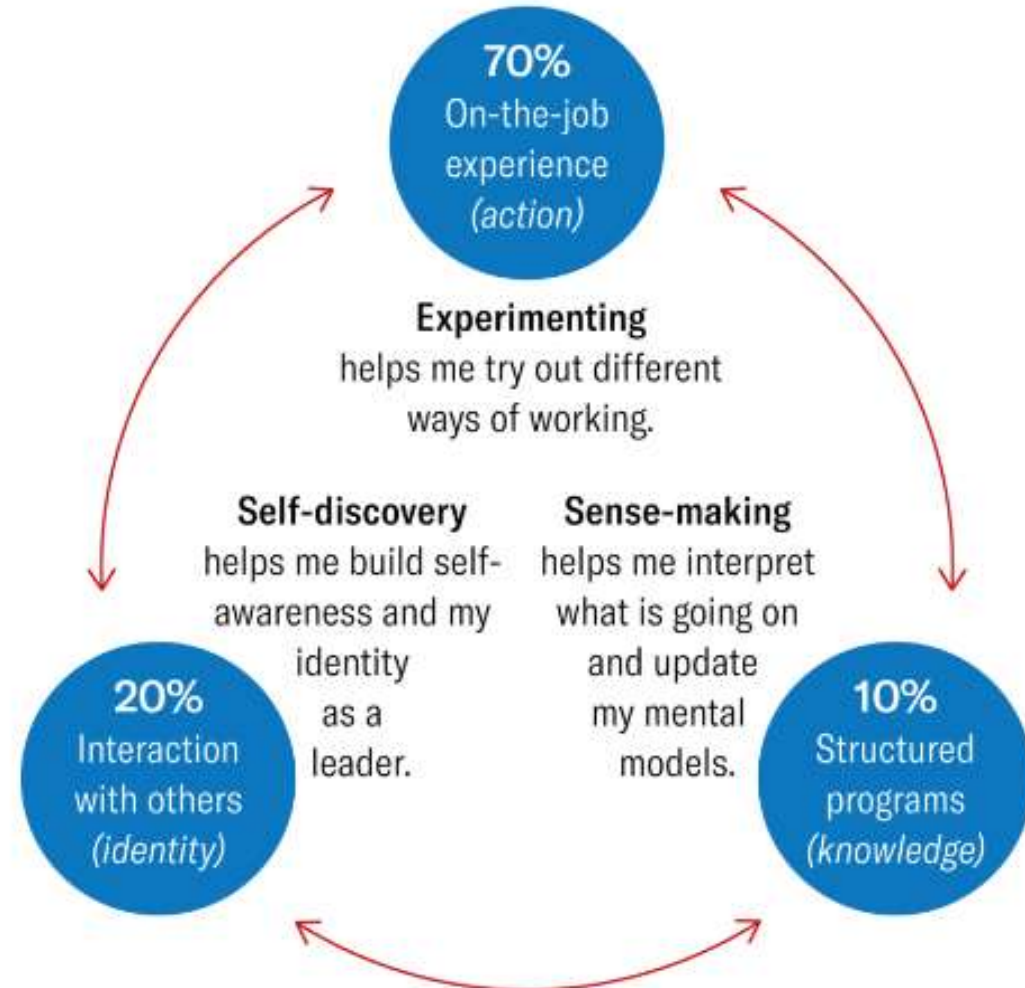 70%
On-the-job
experience
(action)
Experimenting
helps me try out different
ways of working.
Self-discovery
helps me build self-
awareness and my
identity
as a
leader.
Sense-making
helps me interpret
what is going on
and update
my mental
models.
20%
Interaction
with others
(identity)
10%
Structured
programs
(knowledge)